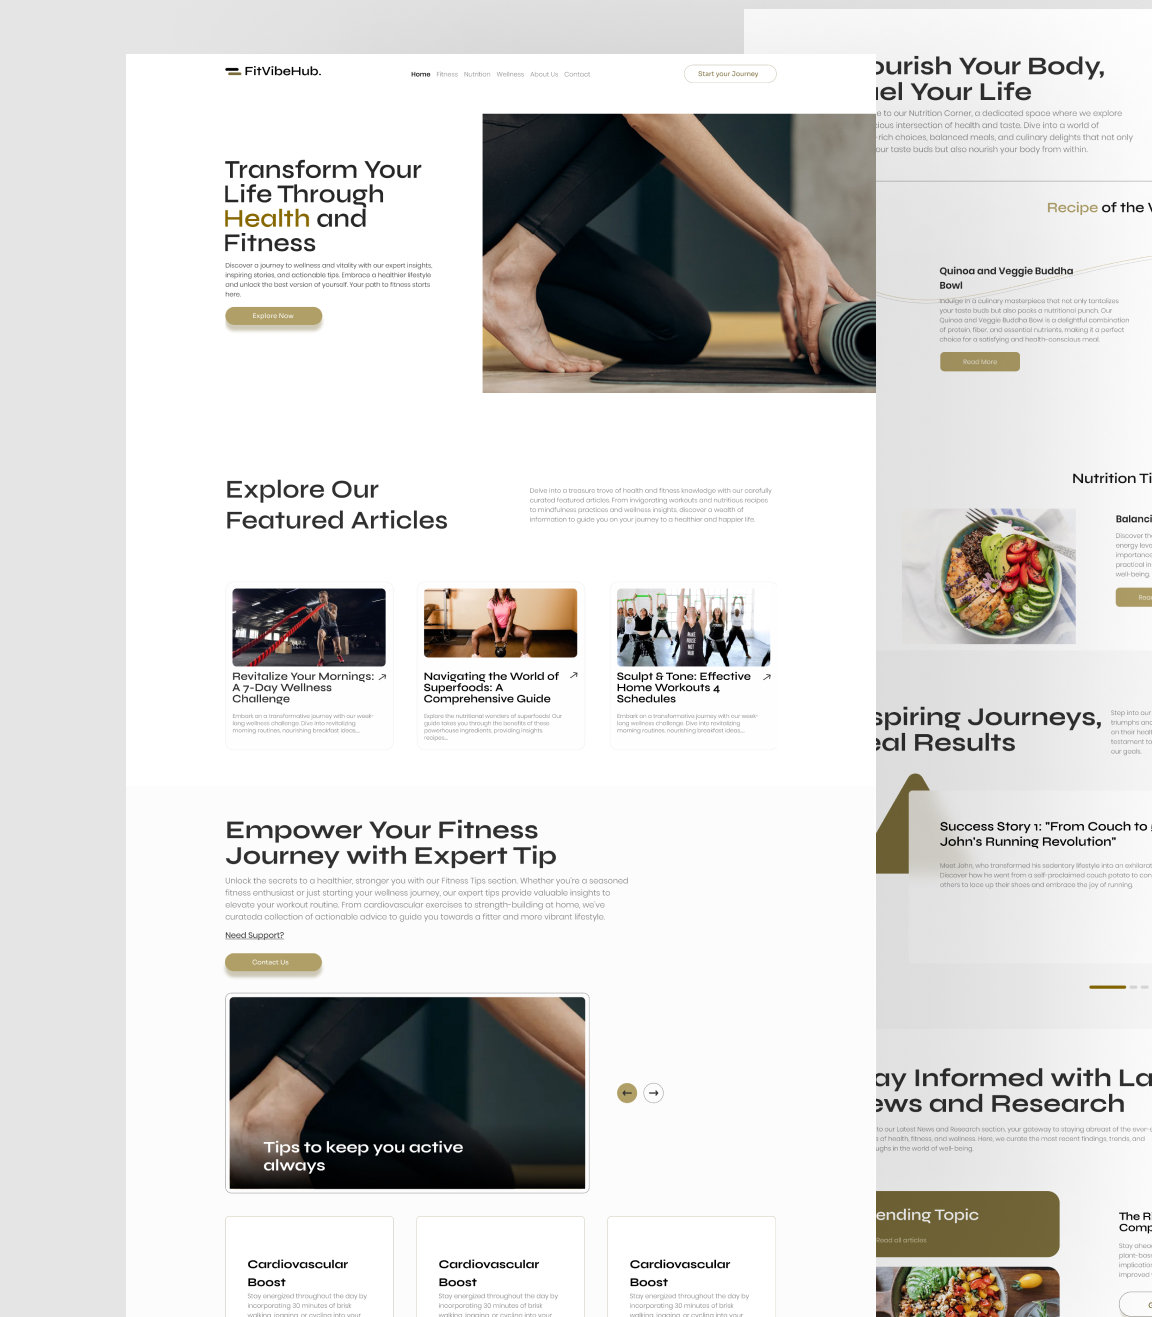 FitVibeHub.
Home Fitness Nutrition Wellness About Us Contact
Start your Journey
Transform Your
Life Through
Health and
Fitness
Discover a journey to wellness and vitality with our expert insights,
inspiring stories, and actionable tips. Embrace a healthier lifestyle
and unlock the best version of yourself. Your path to fitness starts
here.
Explore Now
Explore Our
Featured Articles
Delve into a treasure trove of health and fitness knowledge with our carefully
curated featured articles. From invigorating workouts and nutritious recipes
to mindfulness practices and wellness insights, discover a wealth of
information to guide you on your journey to a healthier and happier life.
Revitalize Your Mornings:
A 7-Day Wellness
Challenge
Embark on a transformative journey with our week-
long wellness challenge. Dive into revitalizing
morning routines, nourishing breakfast ideas,...
Navigating the World of
Superfoods: A
Comprehensive Guide
Explore the nutritional wonders of superfoods! Our
guide takes you through the benefits of these
powerhouse ingredients, providing insights,
recipes,...
MAKE
NOT
WAR
Sculpt & Tone: Effective
Home Workouts 4
Schedules
Embark on a transformative journey with our week-
long wellness challenge. Dive into revitalizing
morning routines, nourishing breakfast ideas,...
Empower Your Fitness
Journey with Expert Tip
Unlock the secrets to a healthier, stronger you with our Fitness Tips section. Whether you're a seasoned
fitness enthusiast or just starting your wellness journey, our expert tips provide valuable insights to
elevate your workout routine. From cardiovascular exercises to strength-building at home, we've
curateda collection of actionable advice to guide you towards a fitter and more vibrant lifestyle.
Need Support?
Contact Us
Tips to keep you active
always
Cardiovascular
Boost
Stay energized throughout the day by
incorporating 30 minutes of brisk
walking, jogging, or cycling into your
Cardiovascular
Boost
Stay energized throughout the day by
incorporating 30 minutes of brisk
walking, jogging, or cycling into your
Cardiovascular
Boost
Stay energized throughout the day by
incorporating 30 minutes of brisk
walking, jogging, or cycling into your
ourish Your Body,
el Your Life
e to our Nutrition Corner, a dedicated space where we explore
cious intersection of health and taste. Dive into a world of
-rich choices, balanced meals, and culinary delights that not only
our taste buds but also nourish your body from within.
Recipe of the
Quinoa and Veggie Buddha
Bowl
Indulge in a culinary masterpiece that not only tantalizes
your taste buds but also packs a nutritional punch. Our
Quinoa and Veggie Buddha Bowl is a delightful combination
of protein, fiber, and essential nutrients, making it a perfect
choice for a satisfying and health-conscious meal.
Read More
Nutrition Ti
Balanci
Discover the
energy leve
importanc
practical in
well-being.
Rea
spiring Journeys,
eal Results
Step into our
triumphs and
on their healt
testament to
our goals.
Success Story 1: "From Couch to
John's Running Revolution"
Meet John, who transformed his sedentary lifestyle into an exhilarat
Discover how he went from a self-proclaimed couch potato to con
others to lace up their shoes and embrace the joy of running.
ay Informed with La
ews and Research
to our Latest News and Research section, your gateway to staying abreast of the ever-e
s of health, fitness, and wellness. Here, we curate the most recent findings, trends, and
ughs in the world of well-being.
ending Topic
Read all articles
The R
Comp
Stay ahead
plant-base
implicatio
improved